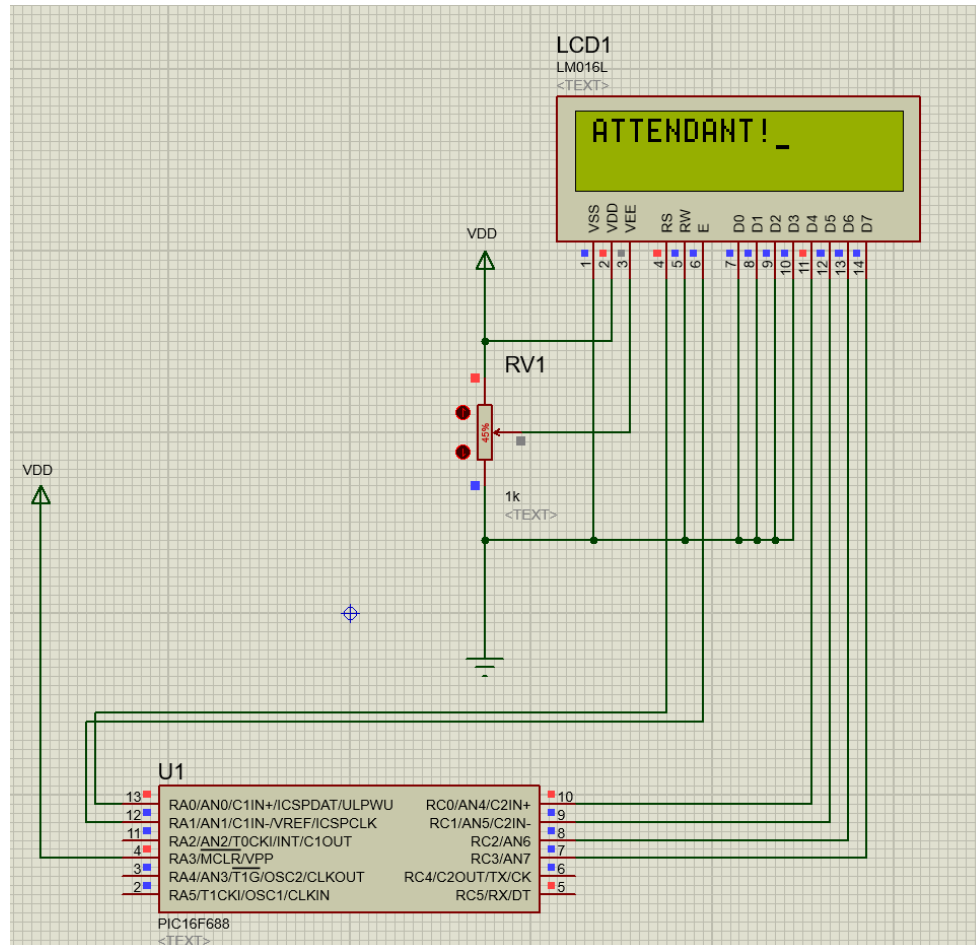 LCD1
LM016L
<TEXT>
ATTENDANT!_
VSS VDD VEE RS RW E D0 D1 D2 D3 D4 D5 D6 D7
1 2 3 4 5 6 7 8 9 10 11 12 13 14
VDD
RV1
45%
1k
<TEXT>
VDD
U1
13 RA0/AN0/C1IN+/ICSPDAT/ULPWU RC0/AN4/C2IN+ 10
12 RA1/AN1/C1IN-/VREF/ICSPCLK RC1/AN5/C2IN- 9
11 RA2/AN2/T0CKI/INT/C1OUT RC2/AN6 8
4 RA3/MCLR/VPP RC3/AN7 7
3 RA4/AN3/T1G/OSC2/CLKOUT RC4/C2OUT/TX/CK 6
2 RA5/T1CKI/OSC1/CLKIN RC5/RX/DT 5
PIC16F688
<TEXT>